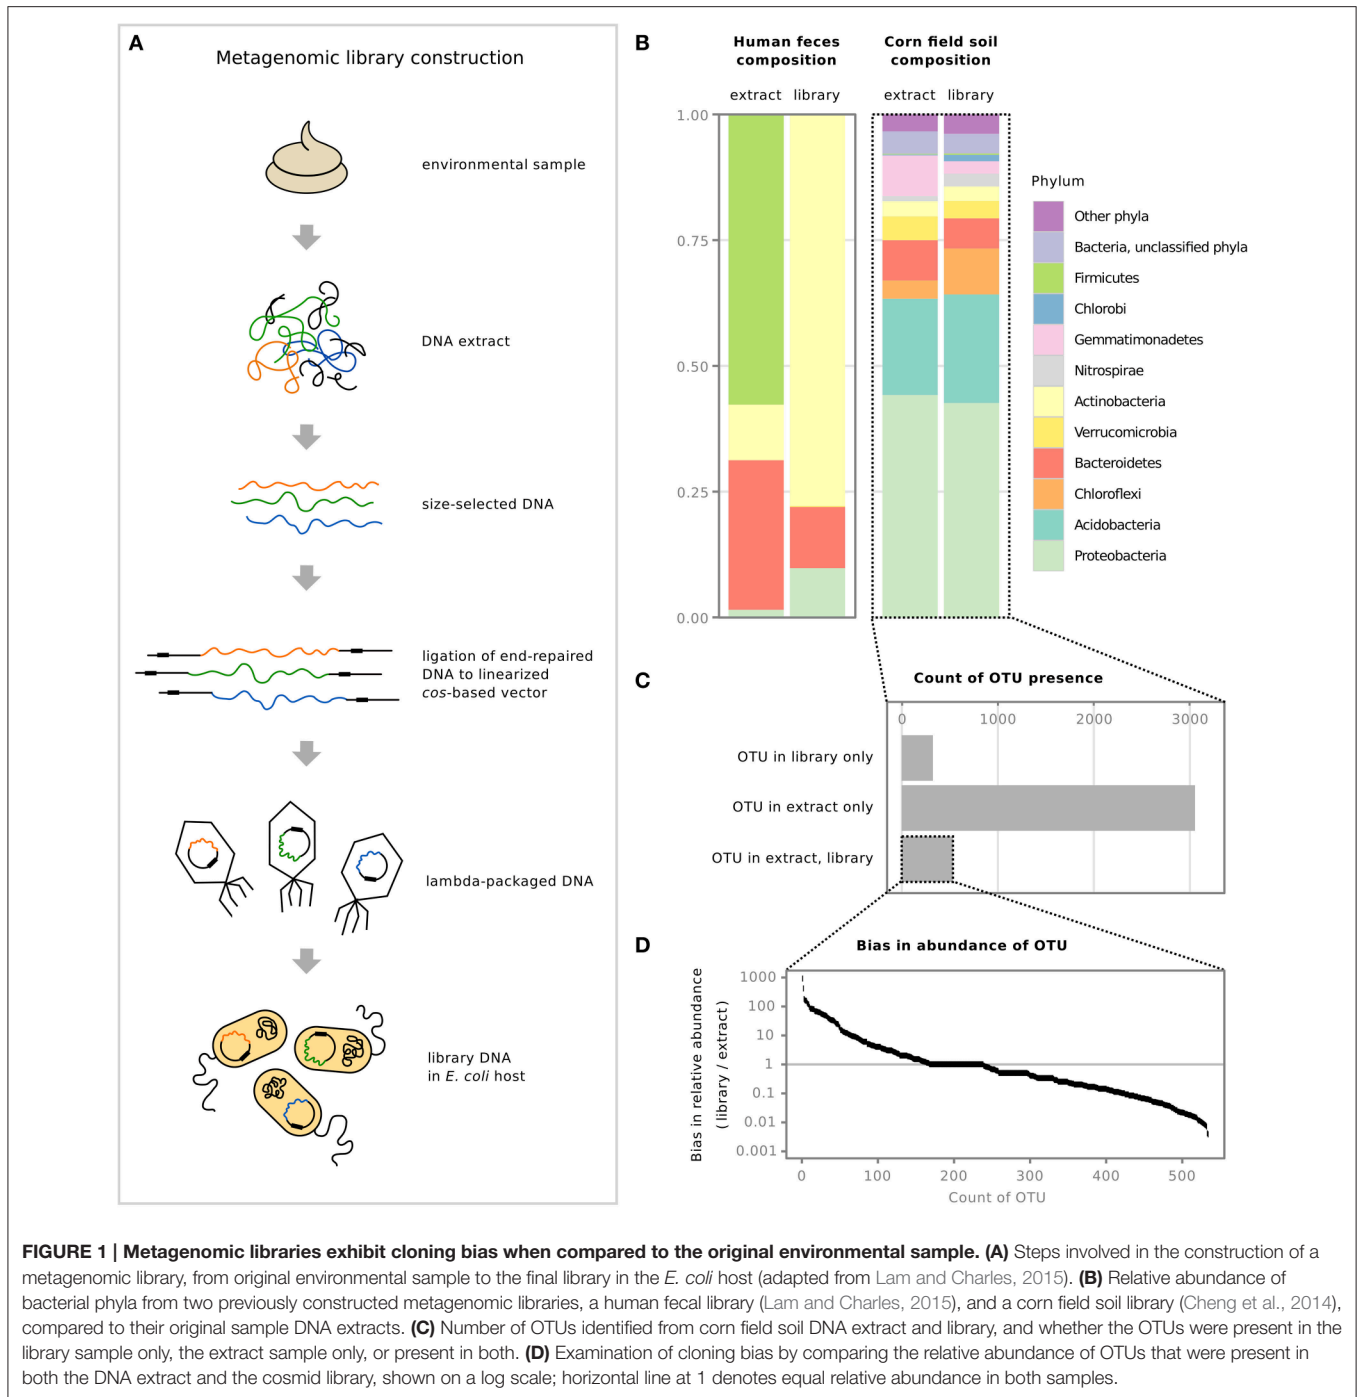 A
Metagenomic library construction
environmental sample
DNA extract
size-selected DNA
ligation of end-repaired
DNA to linearized
cos-based vector
lambda-packaged DNA
library DNA
in E. coli host
B
Human feces
composition
Corn field soil
composition
extract library
extract library
1.00
0.75
0.50
0.25
0.00
Phylum
Other phyla
Bacteria, unclassified phyla
Firmicutes
Chlorobi
Gemmatimonadetes
Nitrospirae
Actinobacteria
Verrucomicrobia
Bacteroidetes
Chloroflexi
Acidobacteria
Proteobacteria
C
Count of OTU presence
0 1000 2000 3000
OTU in library only
OTU in extract only
OTU in extract, library
D
Bias in abundance of OTU
Bias in relative abundance
(library / extract)
1000
100
10
1
0.1
0.01
0.001
0 100 200 300 400 500
Count of OTU
FIGURE 1 | Metagenomic libraries exhibit cloning bias when compared to the original environmental sample. (A) Steps involved in the construction of a
metagenomic library, from original environmental sample to the final library in the E. coli host (adapted from Lam and Charles, 2015). (B) Relative abundance of
bacterial phyla from two previously constructed metagenomic libraries, a human fecal library (Lam and Charles, 2015), and a corn field soil library (Cheng et al., 2014),
compared to their original sample DNA extracts. (C) Number of OTUs identified from corn field soil DNA extract and library, and whether the OTUs were present in the
library sample only, the extract sample only, or present in both. (D) Examination of cloning bias by comparing the relative abundance of OTUs that were present in
both the DNA extract and the cosmid library, shown on a log scale; horizontal line at 1 denotes equal relative abundance in both samples.